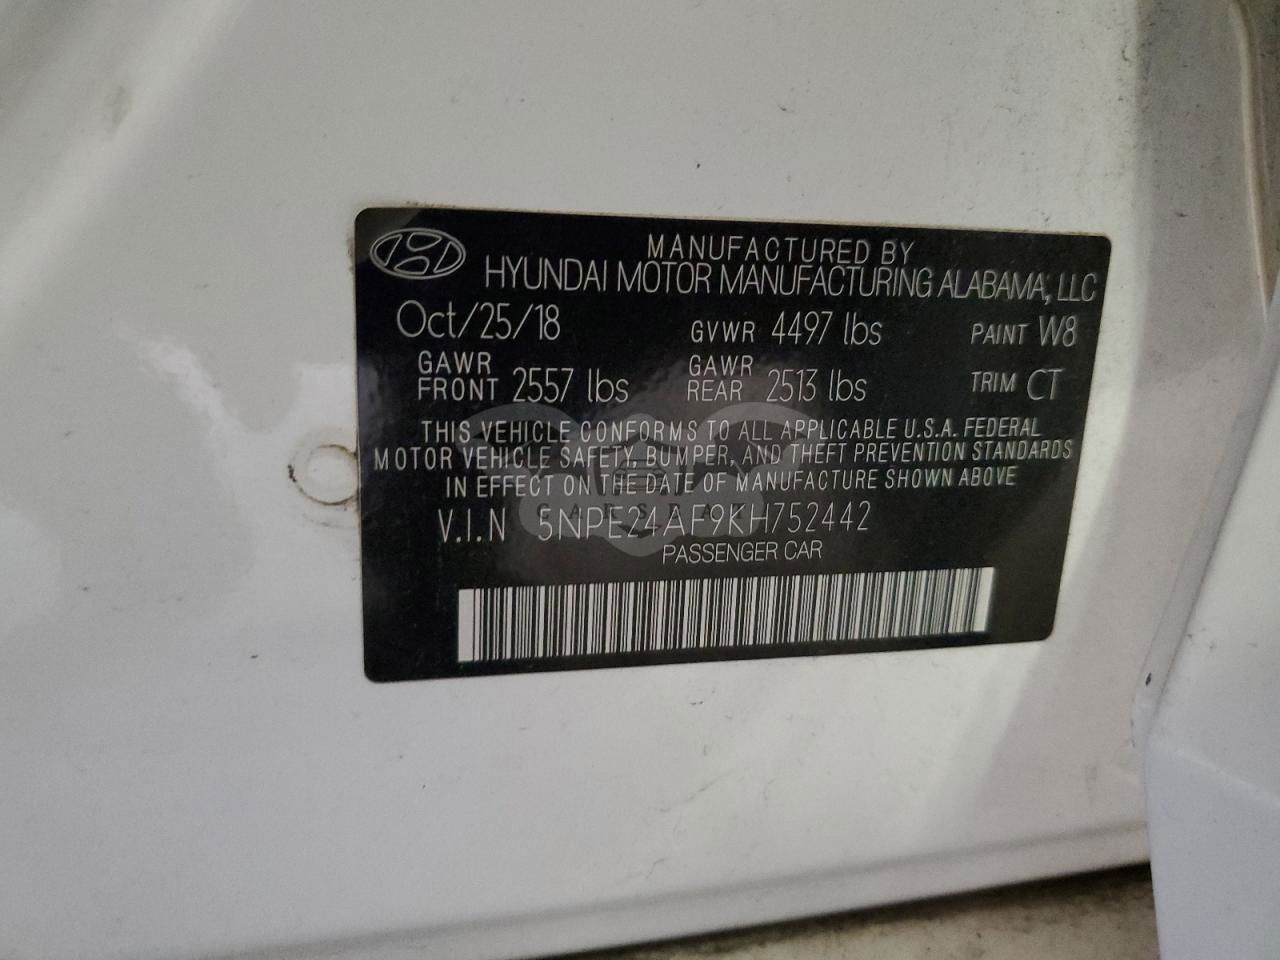 MANUFACTURED BY
HYUNDAI MOTOR MANUFACTURING ALABAMA, LLC
Oct/25/18 GVWR 4497 lbs PAINT W8
GAWR FRONT 2557 lbs GAWR REAR 2513 lbs TRIM CT
THIS VEHICLE CONFORMS TO ALL APPLICABLE U.S.A. FEDERAL
MOTOR VEHICLE SAFETY, BUMPER, AND THEFT PREVENTION STANDARDS
IN EFFECT ON THE DATE OF MANUFACTURE SHOWN ABOVE
V.I.N 5NPE24AF9KH752442
PASSENGER CAR